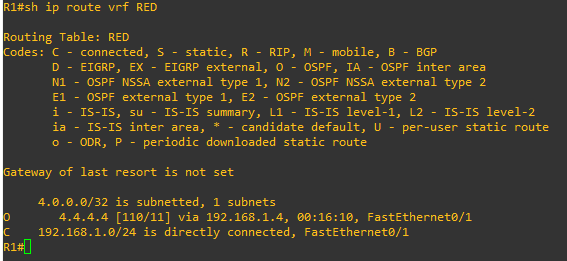 R1#sh ip route vrf RED
Routing Table: RED
Codes: C - connected, S - static, R - RIP, M - mobile, B - BGP
       D - EIGRP, EX - EIGRP external, O - OSPF, IA - OSPF inter area
       N1 - OSPF NSSA external type 1, N2 - OSPF NSSA external type 2
       E1 - OSPF external type 1, E2 - OSPF external type 2
       i - IS-IS, su - IS-IS summary, L1 - IS-IS level-1, L2 - IS-IS level-2
       ia - IS-IS inter area, * - candidate default, U - per-user static route
       o - ODR, P - periodic downloaded static route
Gateway of last resort is not set
     4.0.0.0/32 is subnetted, 1 subnets
O       4.4.4.4 [110/11] via 192.168.1.4, 00:16:10, FastEthernet0/1
C    192.168.1.0/24 is directly connected, FastEthernet0/1
R1#